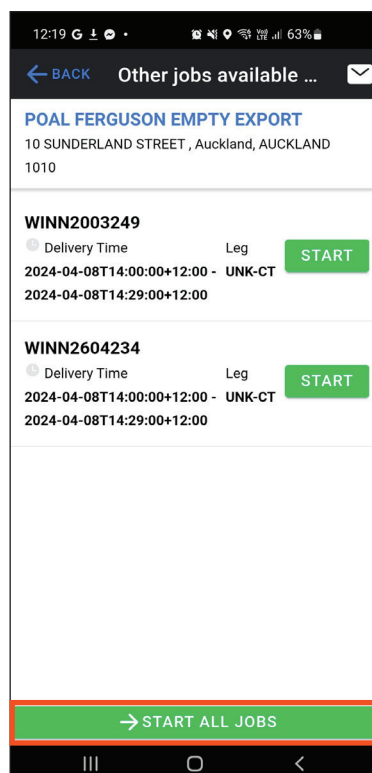 12:19 G 63%
BACK Other jobs available ...
POAL FERGUSON EMPTY EXPORT
10 SUNDERLAND STREET , Auckland, AUCKLAND
1010
WINN2003249
Delivery Time Leg START
2024-04-08T14:00:00+12:00 - UNK-CT
2024-04-08T14:29:00+12:00
WINN2604234
Delivery Time Leg START
2024-04-08T14:00:00+12:00 - UNK-CT
2024-04-08T14:29:00+12:00
START ALL JOBS